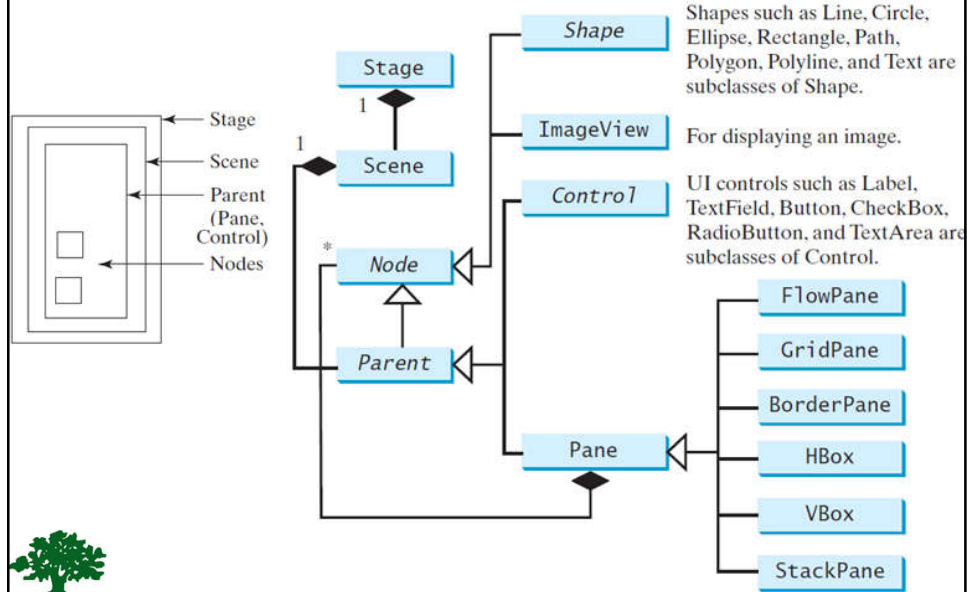 Stage
Scene
Parent
(Pane,
Control)
Nodes
Stage
1
1
Scene
*
Node
Parent
Shape
Shapes such as Line, Circle,
Ellipse, Rectangle, Path,
Polygon, Polyline, and Text are
subclasses of Shape.
ImageView
For displaying an image.
Control
UI controls such as Label,
TextField, Button, CheckBox,
RadioButton, and TextArea are
subclasses of Control.
Pane
FlowPane
GridPane
BorderPane
HBox
VBox
StackPane